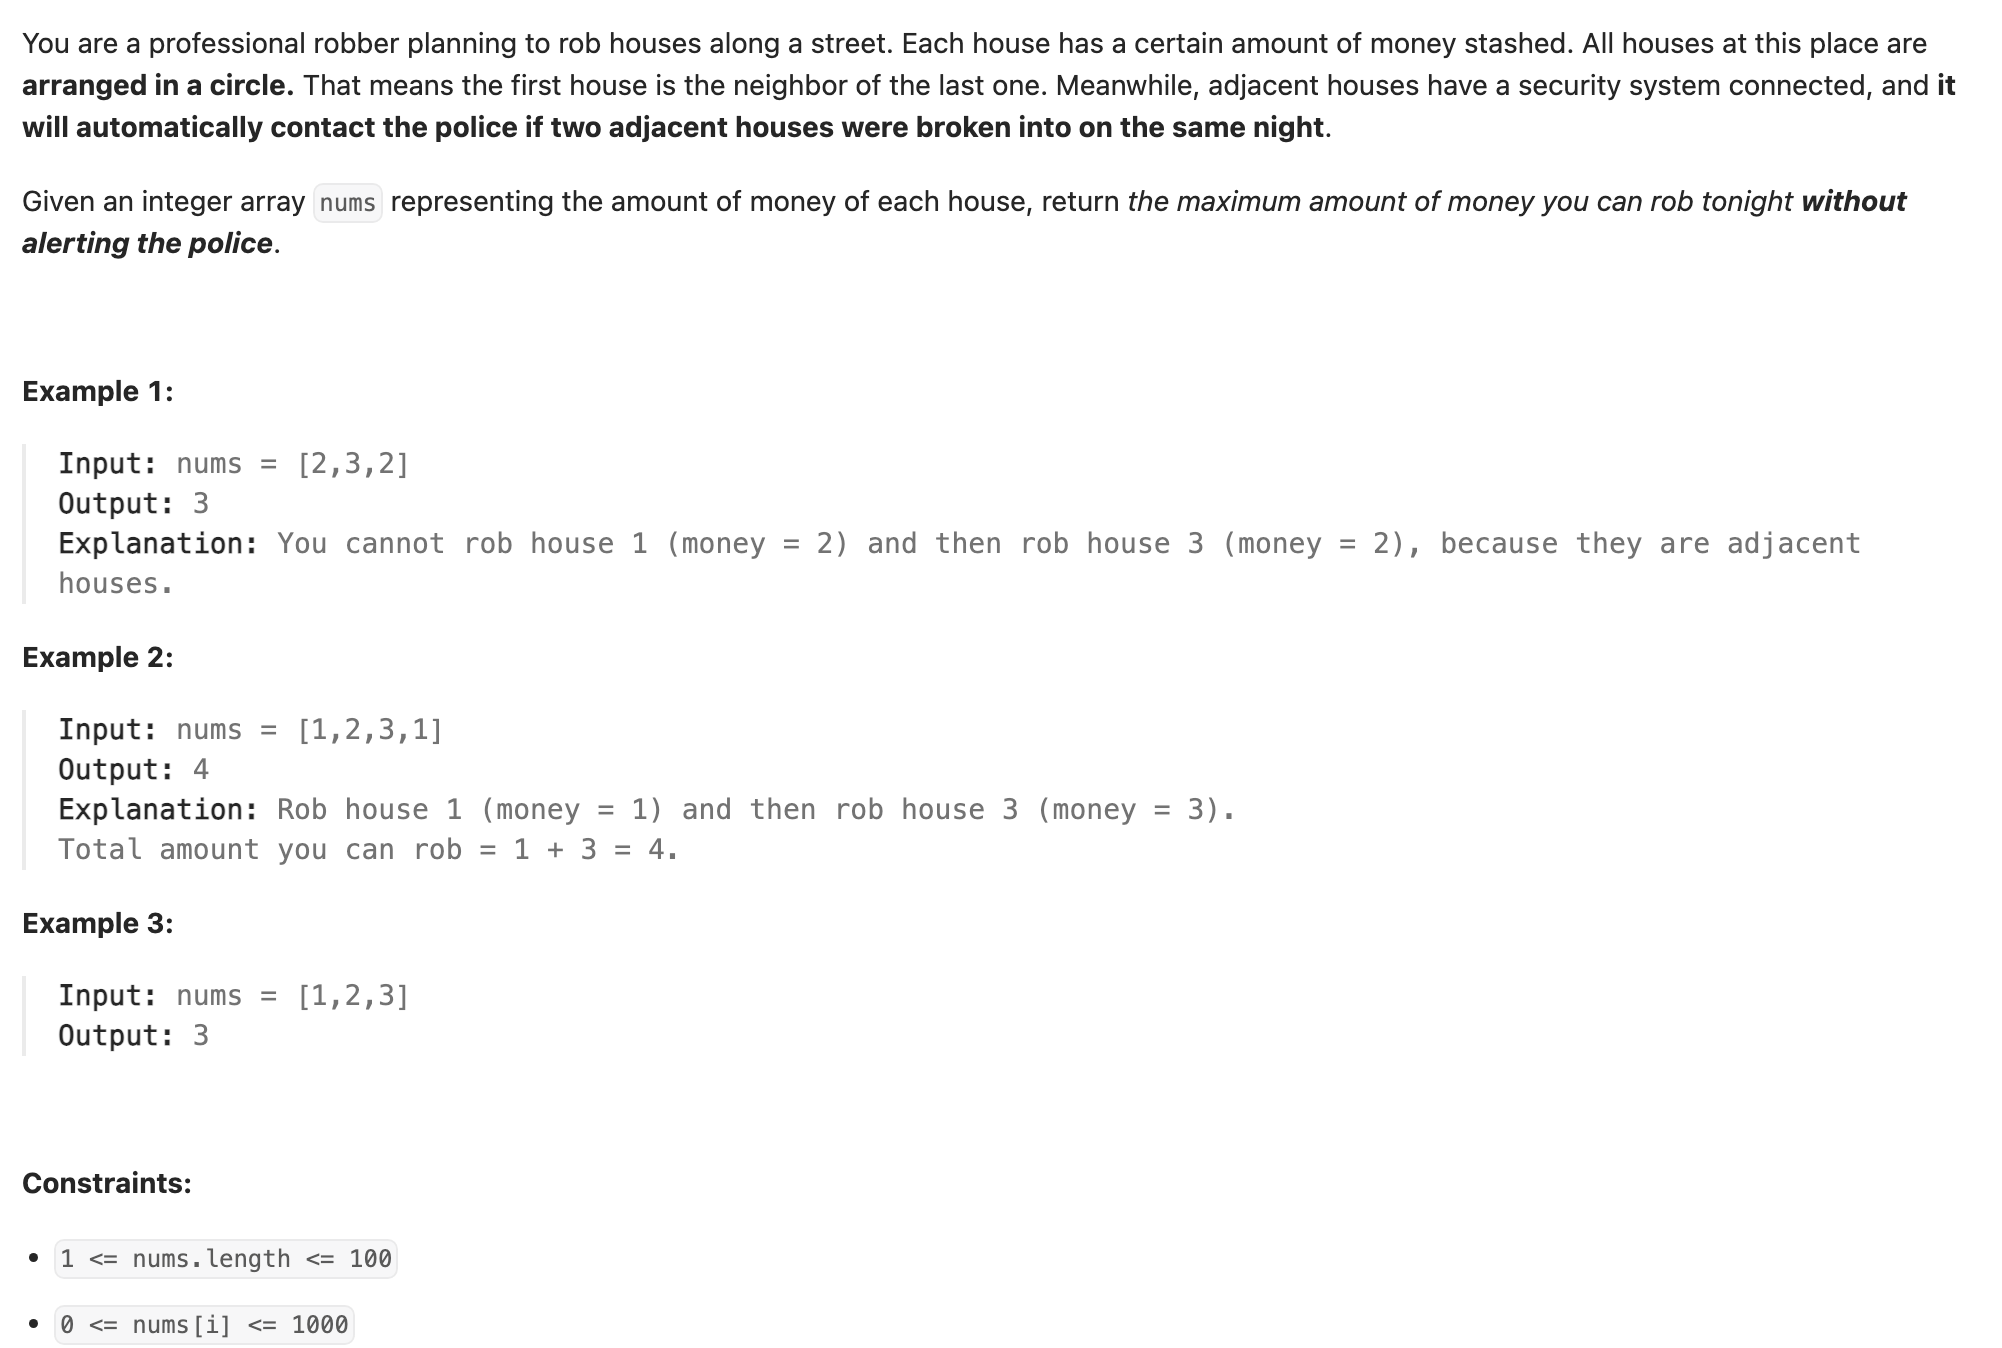 You are a professional robber planning to rob houses along a street. Each house has a certain amount of money stashed. All houses at this place are
arranged in a circle. That means the first house is the neighbor of the last one. Meanwhile, adjacent houses have a security system connected, and it
will automatically contact the police if two adjacent houses were broken into on the same night.
Given an integer array nums representing the amount of money of each house, return the maximum amount of money you can rob tonight without
alerting the police.
Example 1:
Input: nums = [2,3,2]
Output: 3
Explanation: You cannot rob house 1 (money = 2) and then rob house 3 (money = 2), because they are adjacent
houses.
Example 2:
Input: nums = [1,2,3,1]
Output: 4
Explanation: Rob house 1 (money = 1) and then rob house 3 (money = 3).
Total amount you can rob = 1 + 3 = 4.
Example 3:
Input: nums = [1,2,3]
Output: 3
Constraints:
• 1 <= nums.length <= 100
• 0 <= nums[i] <= 1000